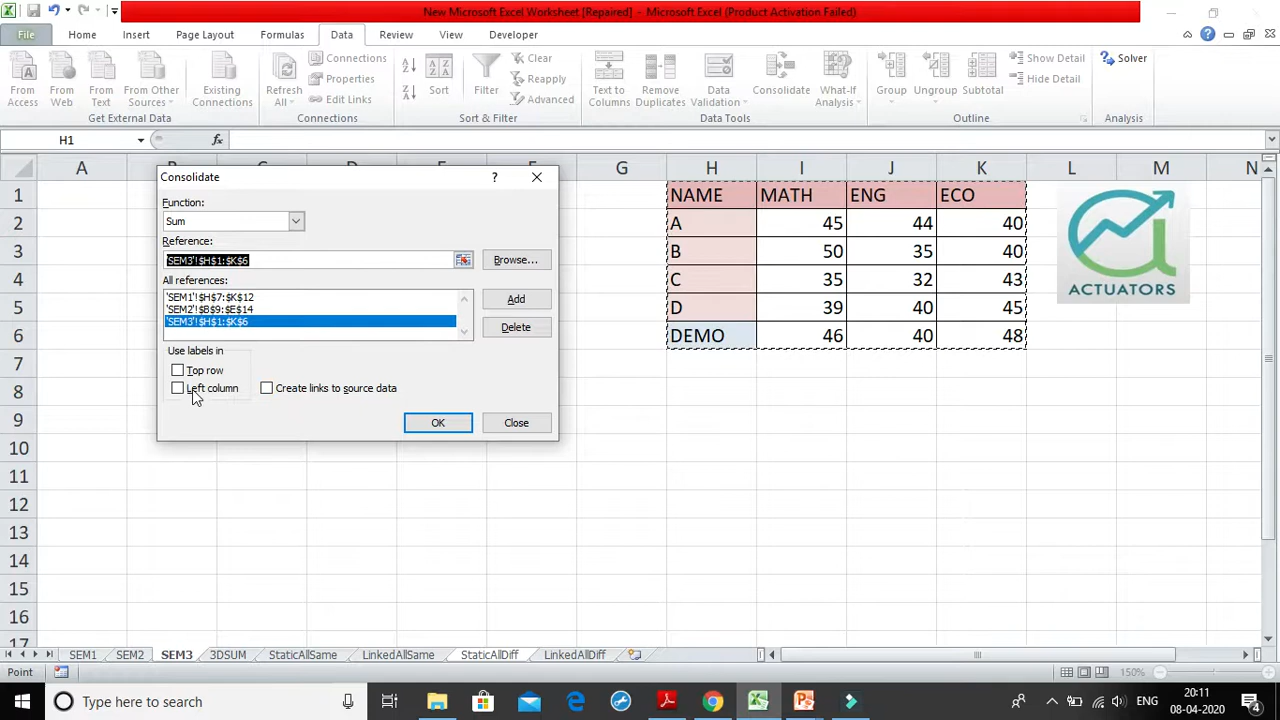 New Microsoft Excel Worksheet [Repaired] - Microsoft Excel (Product Activation Failed)
File Home Insert Page Layout Formulas Data Review View Developer
From Access
From Web
From Text
From Other Sources
Existing Connections
Get External Data
Refresh All
Connections
Properties
Edit Links
Connections
Sort
Filter
Clear
Reapply
Advanced
Sort & Filter
Text to Columns
Remove Duplicates
Data Validation
Consolidate
What-If Analysis
Data Tools
Group
Ungroup
Subtotal
Show Detail
Hide Detail
Outline
Solver
Analysis
H1 fx
A B C D E F G H I J K L M N
1 NAME MATH ENG ECO
2 A 45 44 40
3 B 50 35 40
4 C 35 32 43
5 D 39 40 45
6 DEMO 46 40 48
7
8
9
10
11
12
13
14
15
16
17
ACTUATORS
Consolidate ?
Function:
Sum
Reference:
'SEM3'!$H$1:$K$6
Browse...
All references:
'SEM1'!$H$7:$K$12
'SEM2'!$B$9:$E$14
'SEM3'!$H$1:$K$6
Add
Delete
Use labels in
Top row
Left column
Create links to source data
OK Close
SEM1 SEM2 SEM3 3DSUM StaticAllSame LinkedAllSame StaticAllDiff LinkedAllDiff
Point 150%
Type here to search
ENG
20:11
08-04-2020
4